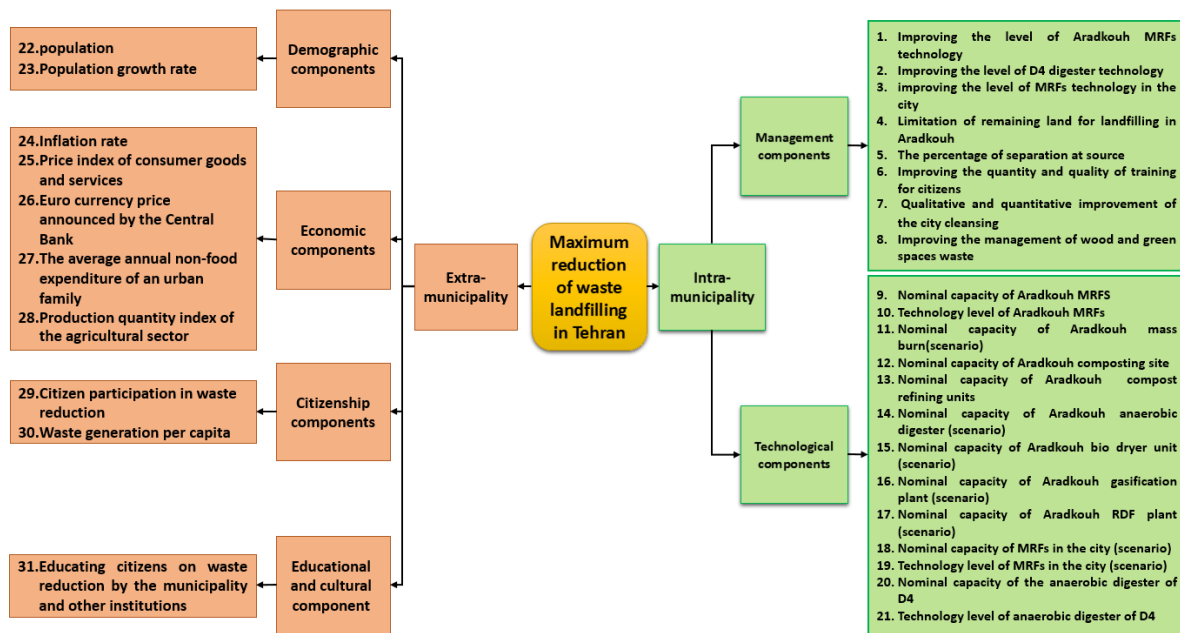 22.population
23.Population growth rate
Demographic
components
24.Inflation rate
25.Price index of consumer goods
and services
26.Euro currency price
announced by the Central
Bank
27.The average annual non-food
expenditure of an urban
family
28.Production quantity index of
the agricultural sector
Economic
components
29.Citizen participation in waste
reduction
30.Waste generation per capita
Citizenship
components
31.Educating citizens on waste
reduction by the municipality
and other institutions
Educational
and cultural
component
Extra-
municipality
Maximum
reduction
of waste
landfilling
in Tehran
Intra-
municipality
Management
components
1. Improving the level of Aradkouh MRFs
technology
2. Improving the level of D4 digester technology
3. improving the level of MRFs technology in the
city
4. Limitation of remaining land for landfilling in
Aradkouh
5. The percentage of separation at source
6. Improving the quantity and quality of training
for citizens
7. Qualitative and quantitative improvement of
the city cleansing
8. Improving the management of wood and green
spaces waste
Technological
components
9. Nominal capacity of Aradkouh MRFS
10. Technology level of Aradkouh MRFs
11. Nominal capacity of Aradkouh mass
burn(scenario)
12. Nominal capacity of Aradkouh composting site
13. Nominal capacity of Aradkouh compost
refining units
14. Nominal capacity of Aradkouh anaerobic
digester (scenario)
15. Nominal capacity of Aradkouh bio dryer unit
(scenario)
16. Nominal capacity of Aradkouh gasification
plant (scenario)
17. Nominal capacity of Aradkouh RDF plant
(scenario)
18. Nominal capacity of MRFs in the city (scenario)
19. Technology level of MRFs in the city (scenario)
20. Nominal capacity of the anaerobic digester of
D4
21. Technology level of anaerobic digester of D4